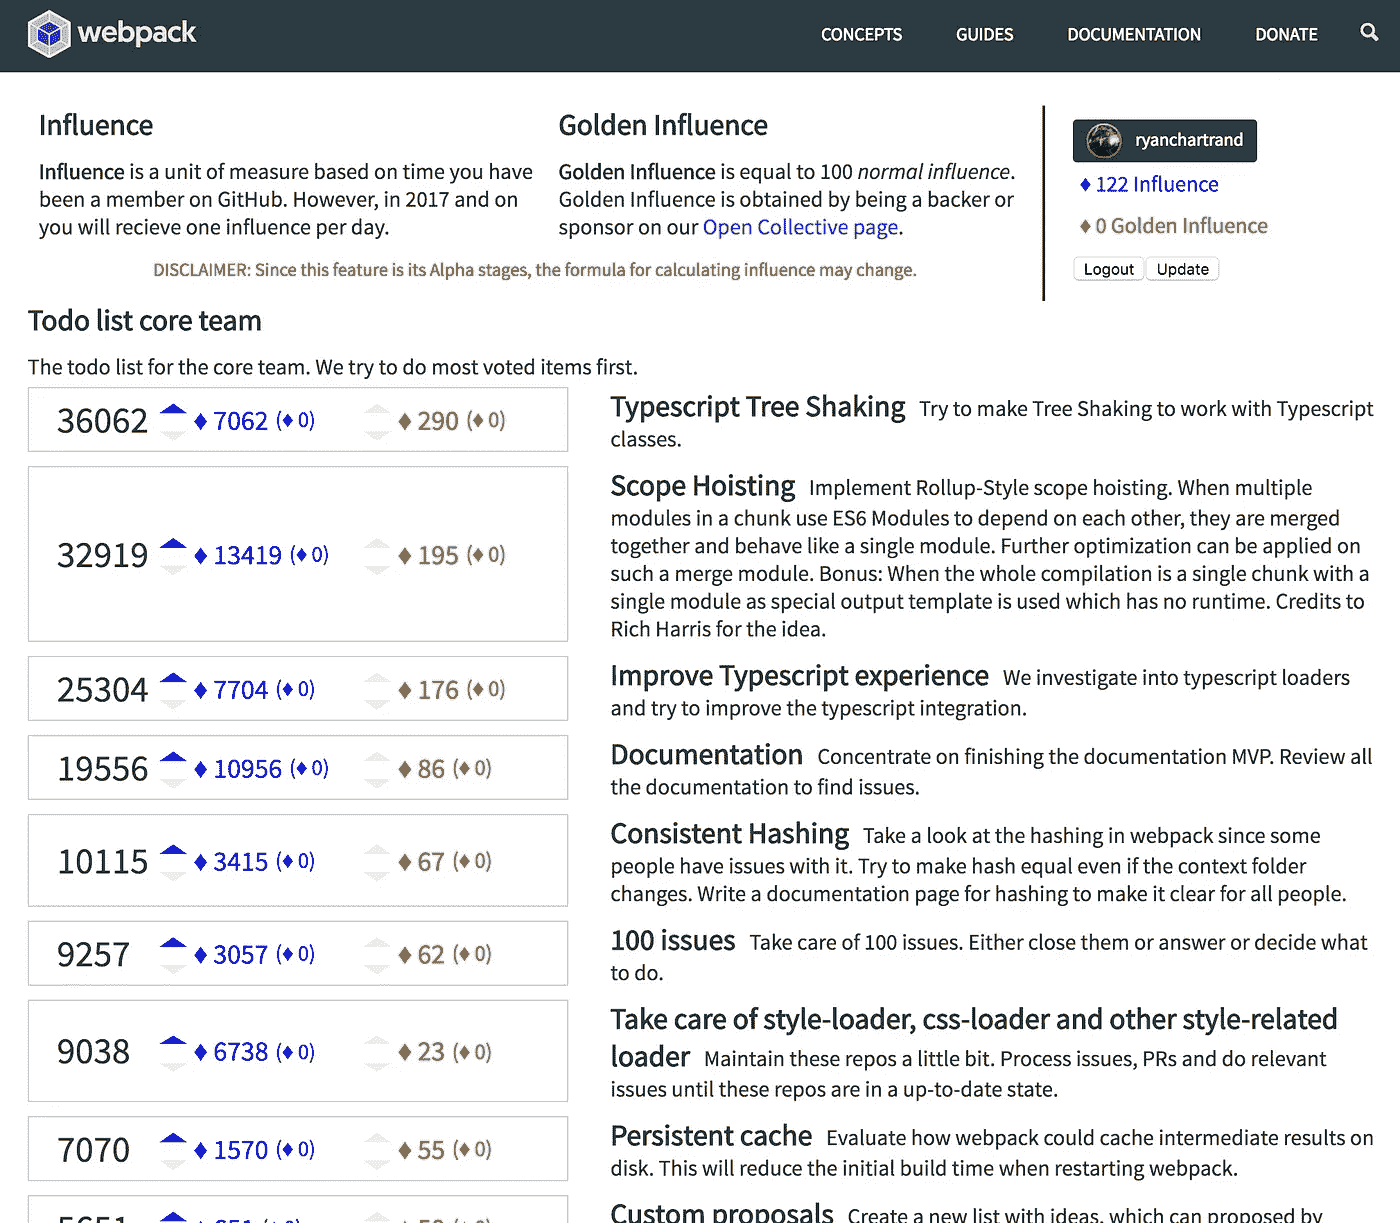 webpack
CONCEPTS GUIDES DOCUMENTATION DONATE
Influence
Influence is a unit of measure based on time you have
been a member on GitHub. However, in 2017 and on
you will recieve one influence per day.
Golden Influence
Golden Influence is equal to 100 normal influence.
Golden Influence is obtained by being a backer or
sponsor on our Open Collective page.
DISCLAIMER: Since this feature is its Alpha stages, the formula for calculating influence may change.
ryanchartrand
♦ 122 Influence
♦ 0 Golden Influence
Logout Update
Todo list core team
The todo list for the core team. We try to do most voted items first.
36062 ♦ 7062 (♦ 0) ♦ 290 (♦ 0)
Typescript Tree Shaking Try to make Tree Shaking to work with Typescript
classes.
32919 ♦ 13419 (♦ 0) ♦ 195 (♦ 0)
Scope Hoisting Implement Rollup-Style scope hoisting. When multiple
modules in a chunk use ES6 Modules to depend on each other, they are merged
together and behave like a single module. Further optimization can be applied on
such a merge module. Bonus: When the whole compilation is a single chunk with a
single module as special output template is used which has no runtime. Credits to
Rich Harris for the idea.
25304 ♦ 7704 (♦ 0) ♦ 176 (♦ 0)
Improve Typescript experience We investigate into typescript loaders
and try to improve the typescript integration.
19556 ♦ 10956 (♦ 0) ♦ 86 (♦ 0)
Documentation Concentrate on finishing the documentation MVP. Review all
the documentation to find issues.
10115 ♦ 3415 (♦ 0) ♦ 67 (♦ 0)
Consistent Hashing Take a look at the hashing in webpack since some
people have issues with it. Try to make hash equal even if the context folder
changes. Write a documentation page for hashing to make it clear for all people.
9257 ♦ 3057 (♦ 0) ♦ 62 (♦ 0)
100 issues Take care of 100 issues. Either close them or answer or decide what
to do.
9038 ♦ 6738 (♦ 0) ♦ 23 (♦ 0)
Take care of style-loader, css-loader and other style-related
loader Maintain these repos a little bit. Process issues, PRs and do relevant
issues until these repos are in a up-to-date state.
7070 ♦ 1570 (♦ 0) ♦ 55 (♦ 0)
Persistent cache Evaluate how webpack could cache intermediate results on
disk. This will reduce the initial build time when restarting webpack.
Custom proposals Create a new list with ideas, which can proposed by